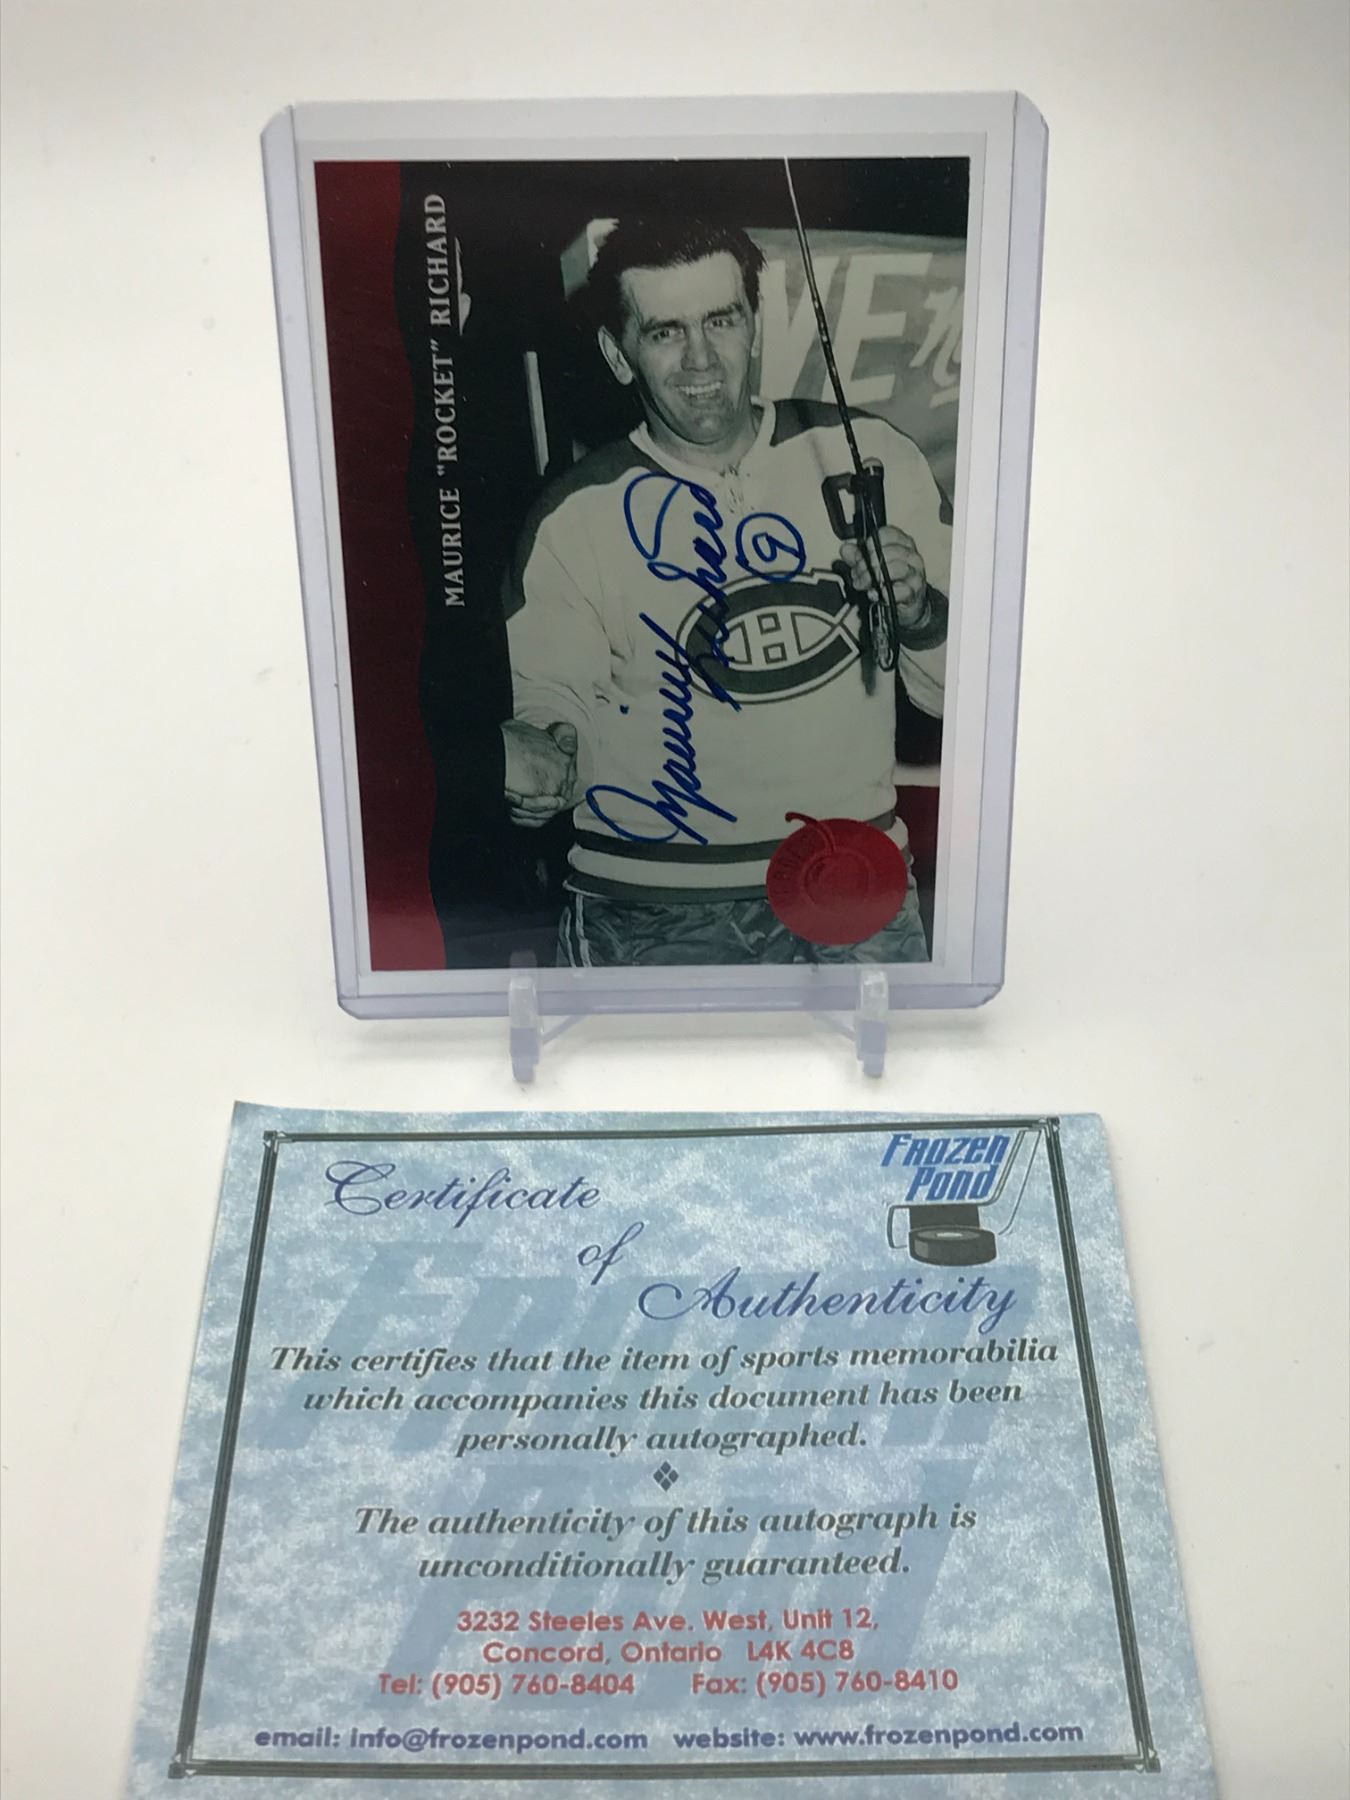 MAURICE "ROCKET" RICHARD
VE
Maurice Richard
9
C
CH
Frozen
Pond
Certificate
of
Authenticity
This certifies that the item of sports memorabilia
which accompanies this document has been
personally autographed.
The authenticity of this autograph is
unconditionally guaranteed.
3232 Steeles Ave. West, Unit 12,
Concord, Ontario L4K 4C8
Tel: (905) 760-8404 Fax: (905) 760-8410
email: info@frozenpond.com website: www.frozenpond.com